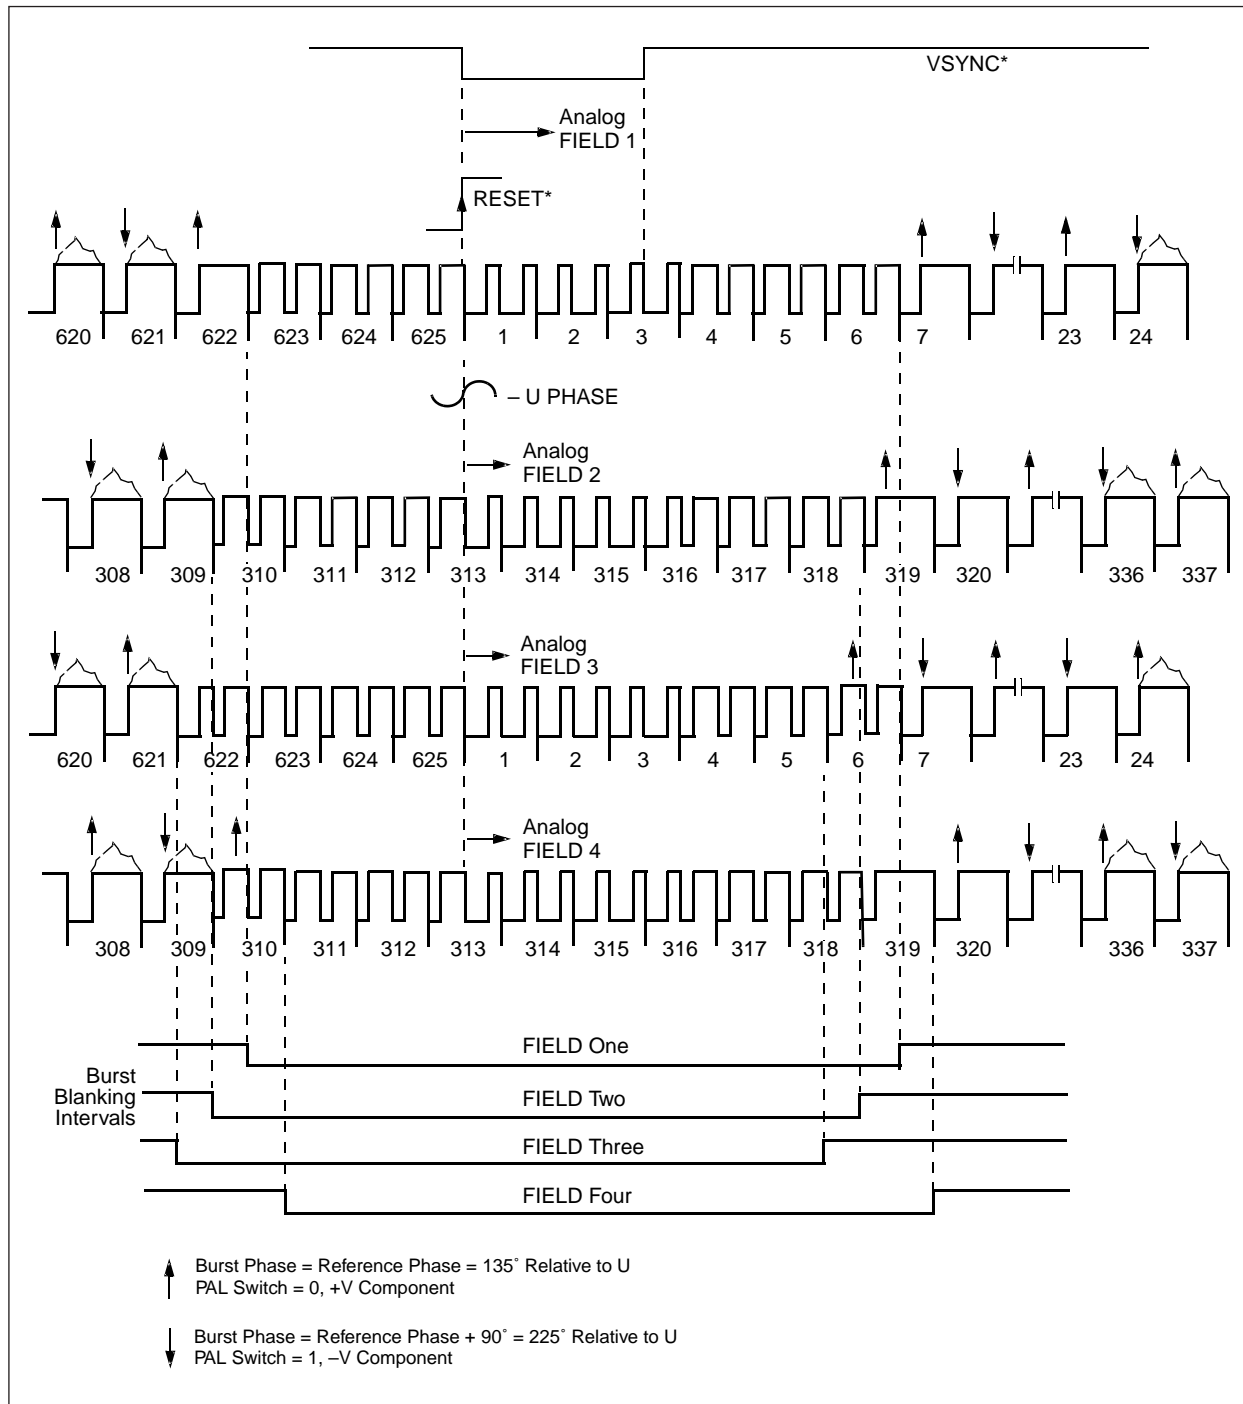 VSYNC*
Analog
FIELD 1
RESET*
620 621 622 623 624 625 1 2 3 4 5 6 7 23 24
– U PHASE
Analog
FIELD 2
308 309 310 311 312 313 314 315 316 317 318 319 320 336 337
Analog
FIELD 3
620 621 622 623 624 625 1 2 3 4 5 6 7 23 24
Analog
FIELD 4
308 309 310 311 312 313 314 315 316 317 318 319 320 336 337
FIELD One
Burst
Blanking
Intervals
FIELD Two
FIELD Three
FIELD Four
Burst Phase = Reference Phase = 135° Relative to U
PAL Switch = 0, +V Component
Burst Phase = Reference Phase + 90° = 225° Relative to U
PAL Switch = 1, –V Component